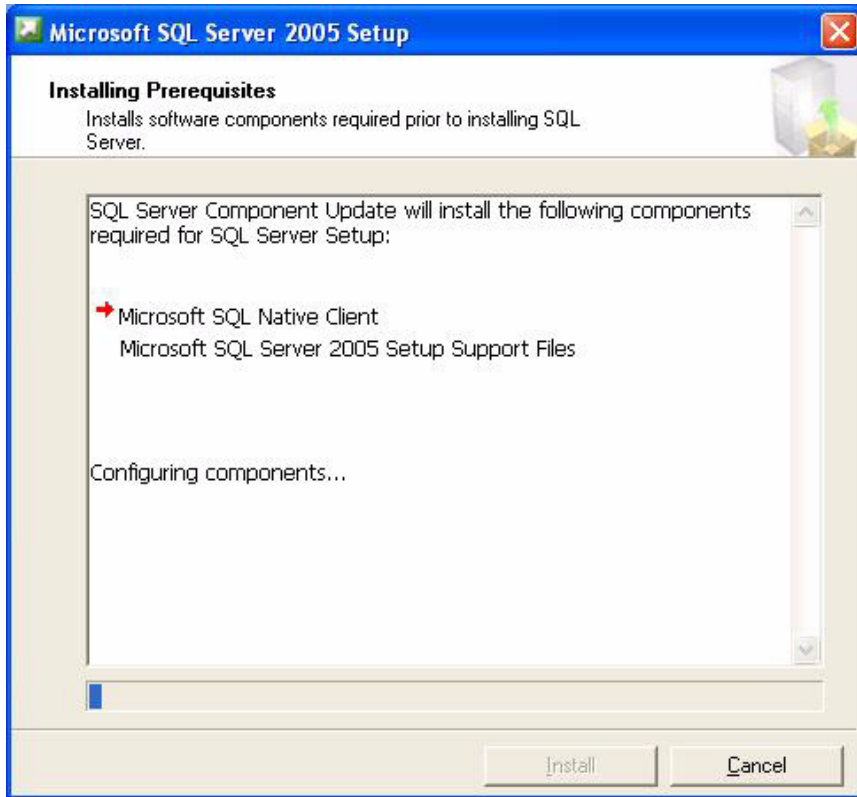 Microsoft SQL Server 2005 Setup
Installing Prerequisites
Installs software components required prior to installing SQL
Server.
SQL Server Component Update will install the following components
required for SQL Server Setup:
Microsoft SQL Native Client
Microsoft SQL Server 2005 Setup Support Files
Configuring components...
Install
Cancel